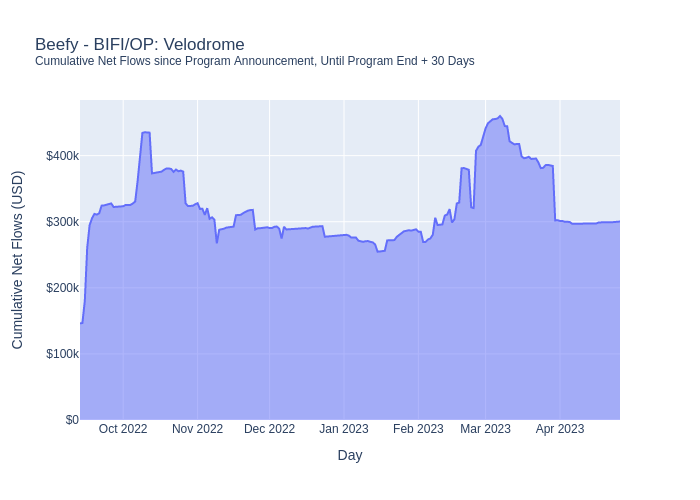 Beefy - BIFI/OP: Velodrome
Cumulative Net Flows since Program Announcement, Until Program End + 30 Days
Cumulative Net Flows (USD)
$400k
$300k
$200k
$100k
$0
Oct 2022 Nov 2022 Dec 2022 Jan 2023 Feb 2023 Mar 2023 Apr 2023
Day